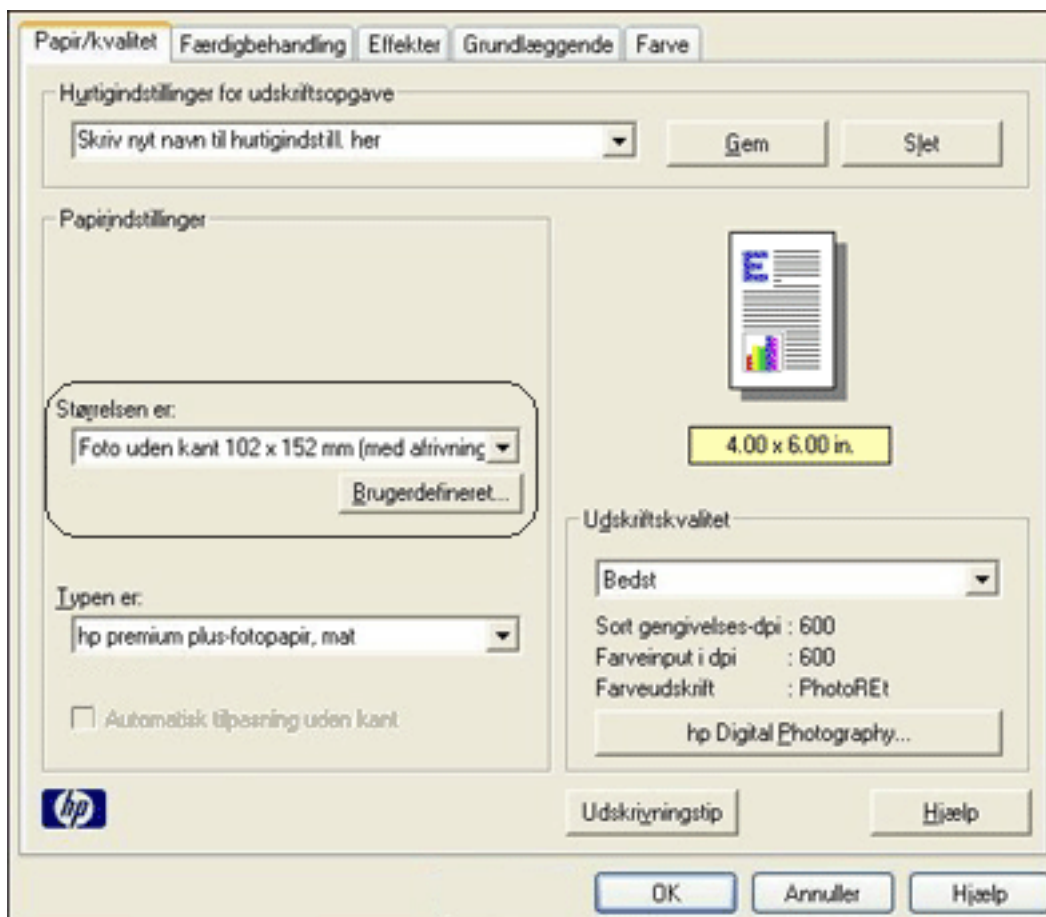 Papir/kvalitet Færdigbehandling Effekter Grundlæggende Farve
Hurtigindstillinger for udskriftsopgave
Skriv nyt navn til hurtigindstill. her Gem Slet
Papirindstillinger
Størrelsen er:
Foto uden kant 102 x 152 mm (med afrivning
4.00 x 6.00 in.
Brugerdefineret...
Udskriftskvalitet
Bedst
Typen er:
hp premium plus-fotopapir, mat
Sort gengivelses-dpi : 600
Farveinput i dpi : 600
Farveudskrift : PhotoREt
Automatisk tilpasning uden kant
hp Digital Photography...
hp
Udskrivningstip Hjælp
OK Annuller Hjælp